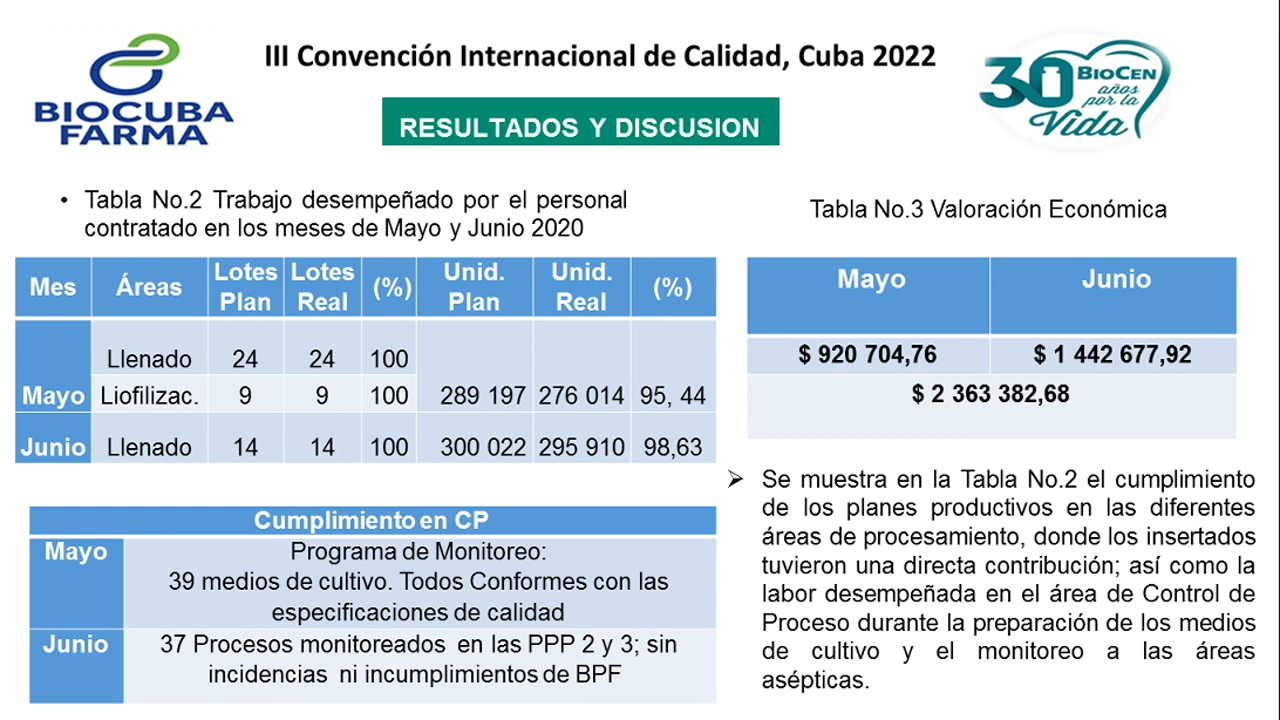 BIOCUBA
FARMA
III Convención Internacional de Calidad, Cuba 2022
RESULTADOS Y DISCUSION
30 BIOCEN
años
por la
Vida
• Tabla No.2 Trabajo desempeñado por el personal
contratado en los meses de Mayo y Junio 2020
Mes Áreas Lotes Plan Lotes Real (%) Unid. Plan Unid. Real (%)
Llenado 24 24 100
Mayo Liofilizac. 9 9 100 289 197 276 014 95, 44
Junio Llenado 14 14 100 300 022 295 910 98,63
Cumplimiento en CP
Mayo Programa de Monitoreo:
39 medios de cultivo. Todos Conformes con las
especificaciones de calidad
Junio 37 Procesos monitoreados en las PPP 2 y 3; sin
incidencias ni incumplimientos de BPF
Tabla No.3 Valoración Económica
Mayo Junio
$ 920 704,76 $ 1 442 677,92
$ 2 363 382,68
➢ Se muestra en la Tabla No.2 el cumplimiento
de los planes productivos en las diferentes
áreas de procesamiento, donde los insertados
tuvieron una directa contribución; así como la
labor desempeñada en el área de Control de
Proceso durante la preparación de los medios
de cultivo y el monitoreo a las áreas
asépticas.